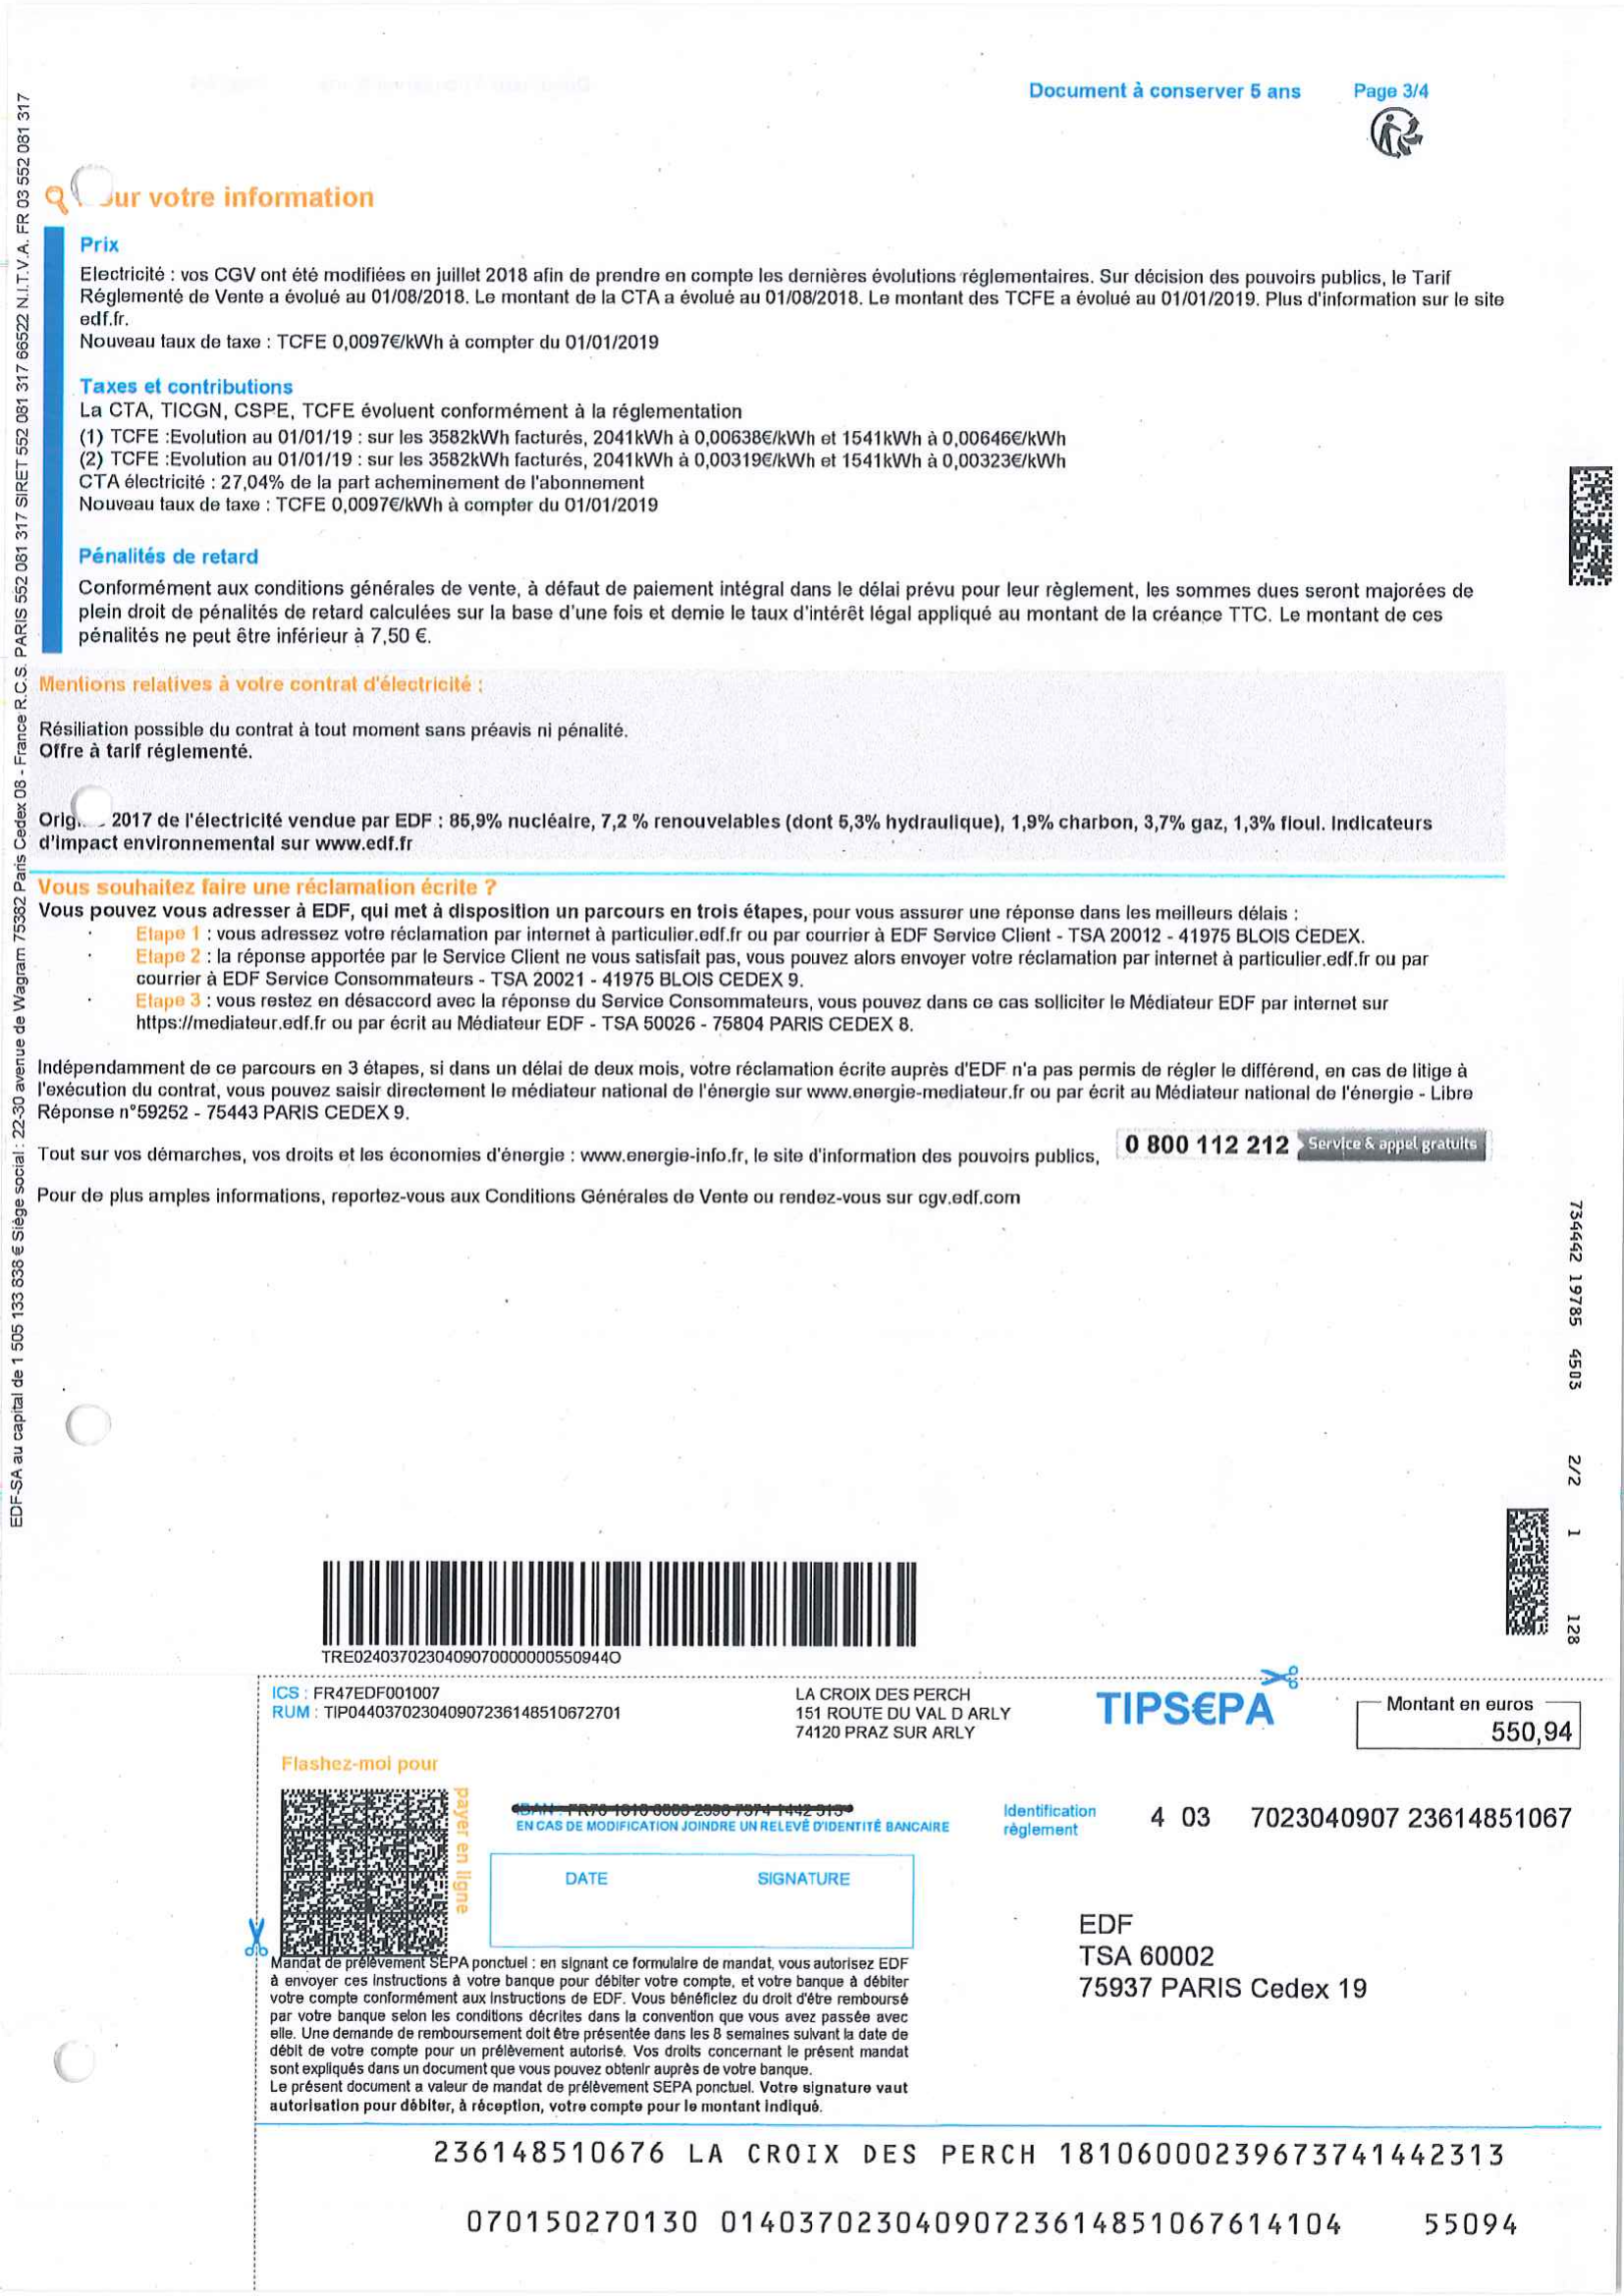 Document à conserver 5 ans Page 3/4
votre information
Prix
Electricité : vos CGV ont été modifiées en juillet 2018 afin de prendre en compte les dernières évolutions réglementaires. Sur décision des pouvoirs publics, le Tarif
Réglementé de Vente a évolué au 01/08/2018. Le montant de la CTA a évolué au 01/08/2018. Le montant des TCFE a évolué au 01/01/2019. Plus d'information sur le site
edf.fr.
Nouveau taux de taxe : TCFE 0,0097€/kWh à compter du 01/01/2019
Taxes et contributions
La CTA, TICGN, CSPE, TCFE évoluent conformément à la réglementation
(1) TCFE :Evolution au 01/01/19 : sur les 3582kWh facturés, 2041kWh à 0,00638€/kWh et 1541kWh à 0,00646€/kWh
(2) TCFE :Evolution au 01/01/19 : sur les 3582kWh facturés, 2041kWh à 0,00319€/kWh et 1541kWh à 0,00323€/kWh
CTA électricité : 27,04% de la part acheminement de l'abonnement
Nouveau taux de taxe : TCFE 0,0097€/kWh à compter du 01/01/2019
Pénalités de retard
Conformément aux conditions générales de vente, à défaut de paiement intégral dans le délai prévu pour leur règlement, les sommes dues seront majorées de
plein droit de pénalités de retard calculées sur la base d'une fois et demie le taux d'intérêt légal appliqué au montant de la créance TTC. Le montant de ces
pénalités ne peut être inférieur à 7,50 €.
Mentions relatives à votre contrat d'électricité :
Résiliation possible du contrat à tout moment sans préavis ni pénalité.
Offre à tarif réglementé.
2017 de l'électricité vendue par EDF : 85,9% nucléaire, 7,2 % renouvelables (dont 5,3% hydraulique), 1,9% charbon, 3,7% gaz, 1,3% fioul. Indicateurs
d'impact environnemental sur www.edf.fr
Vous souhaitez faire une réclamation écrite ?
Vous pouvez vous adresser à EDF, qui met à disposition un parcours en trois étapes, pour vous assurer une réponse dans les meilleurs délais :
· Etape 1 : vous adressez votre réclamation par internet à particulier.edf.fr ou par courrier à EDF Service Client - TSA 20012 - 41975 BLOIS CEDEX.
· Etape 2 : la réponse apportée par le Service Client ne vous satisfait pas, vous pouvez alors envoyer votre réclamation par internet à particulier.edf.fr ou par
courrier à EDF Service Consommateurs - TSA 20021 - 41975 BLOIS CEDEX 9.
· Etape 3 : vous restez en désaccord avec la réponse du Service Consommateurs, vous pouvez dans ce cas solliciter le Médiateur EDF par internet sur
https://mediateur.edf.fr ou par écrit au Médiateur EDF - TSA 50026 - 75804 PARIS CEDEX 8.
Indépendamment de ce parcours en 3 étapes, si dans un délai de deux mois, votre réclamation écrite auprès d'EDF n'a pas permis de régler le différend, en cas de litige à
l'exécution du contrat, vous pouvez saisir directement le médiateur national de l'énergie sur www.energie-mediateur.fr ou par écrit au Médiateur national de l'énergie - Libre
Réponse n°59252 - 75443 PARIS CEDEX 9.
Tout sur vos démarches, vos droits et les économies d'énergie : www.energie-info.fr, le site d'information des pouvoirs publics, 0 800 112 212 Service & appel gratuits
Pour de plus amples informations, reportez-vous aux Conditions Générales de Vente ou rendez-vous sur cgv.edf.com
EDF-SA au capital de 1 505 133 838 € Siège social : 22-30 avenue de Wagram 75382 Paris Cedex 08 - France R.C.S. PARIS 552 081 317 SIRET 552 081 317 66522 N.I.T.V.A. FR 03 552 081 317
734442 19785 4503 2/2 1 128
TRE0240370230409070000000550944O
ICS : FR47EDF001007
RUM : TIP04403702304090723614851067270​1
LA CROIX DES PERCH
151 ROUTE DU VAL D ARLY
74120 PRAZ SUR ARLY
TIPS€PA
Montant en euros
550,94
Flashez-moi pour
payer en ligne
EN CAS DE MODIFICATION JOINDRE UN RELEVÉ D'IDENTITÉ BANCAIRE
Identification
règlement
4 03 7023040907 23614851067
DATE SIGNATURE
EDF
TSA 60002
75937 PARIS Cedex 19
Mandat de prélèvement SEPA ponctuel : en signant ce formulaire de mandat, vous autorisez EDF
à envoyer ces instructions à votre banque pour débiter votre compte, et votre banque à débiter
votre compte conformément aux instructions de EDF. Vous bénéficiez du droit d'être remboursé
par votre banque selon les conditions décrites dans la convention que vous avez passée avec
elle. Une demande de remboursement doit être présentée dans les 8 semaines suivant la date de
débit de votre compte pour un prélèvement autorisé. Vos droits concernant le présent mandat
sont expliqués dans un document que vous pouvez obtenir auprès de votre banque.
Le présent document a valeur de mandat de prélèvement SEPA ponctuel. Votre signature vaut
autorisation pour débiter, à réception, votre compte pour le montant indiqué.
236148510676 LA CROIX DES PERCH 18106000239673741442313
070150270130 01403702304090723614851067614104 55094